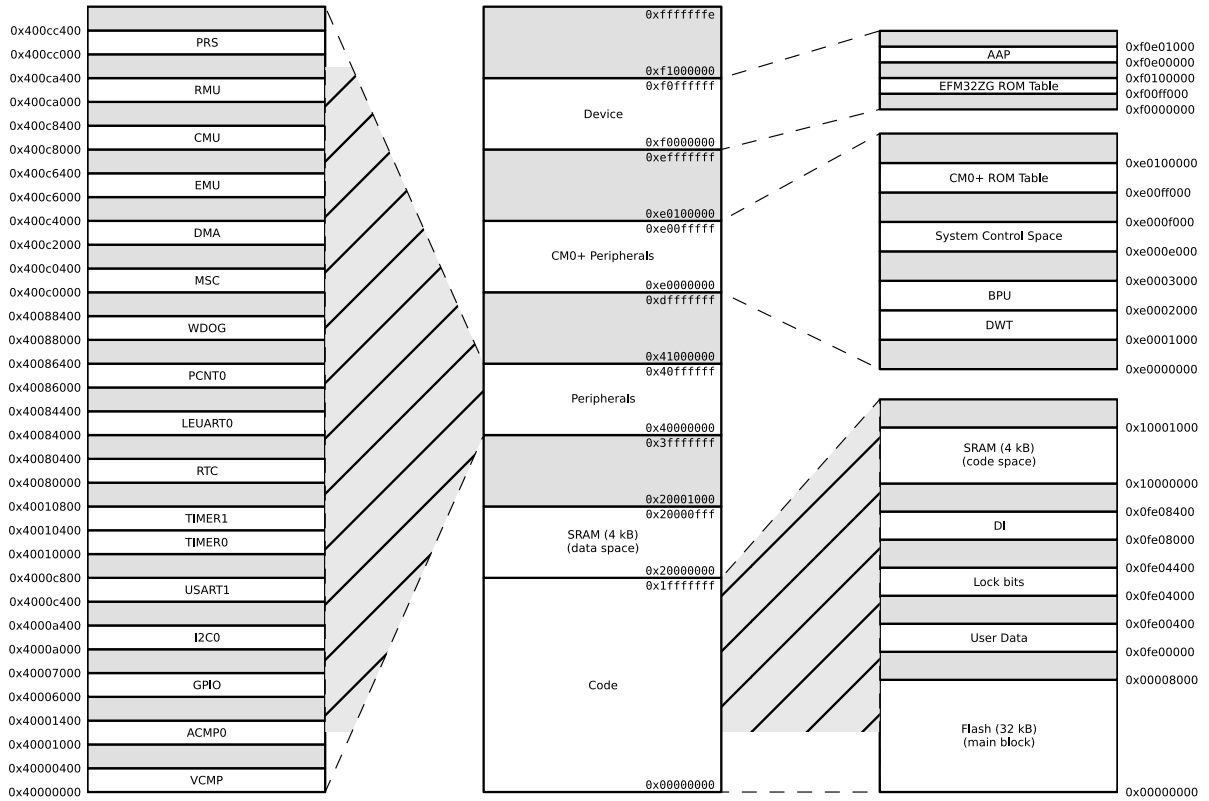 0x400cc400
PRS
0x400cc000
0x400ca400
RMU
0x400ca000
0x400c8400
CMU
0x400c8000
0x400c6400
EMU
0x400c6000
0x400c4000
DMA
0x400c2000
0x400c0400
MSC
0x400c0000
0x40088400
WDOG
0x40088000
0x40086400
PCNT0
0x40086000
0x40084400
LEUART0
0x40084000
0x40080400
RTC
0x40080000
0x40010800
TIMER1
0x40010400
TIMER0
0x40010000
0x4000c800
USART1
0x4000c400
0x4000a400
I2C0
0x4000a000
0x40007000
GPIO
0x40006000
0x40001400
ACMP0
0x40001000
0x40000400
VCMP
0x40000000
0xfffffffe
0xf1000000
0xf0ffffff
Device
0xf0000000
0xefffffff
0xe0100000
0xe00fffff
CM0+ Peripherals
0xe0000000
0xdfffffff
0x41000000
0x40ffffff
Peripherals
0x40000000
0x3fffffff
0x20001000
0x20000fff
SRAM (4 kB)
(data space)
0x20000000
0x1fffffff
Code
0x00000000
0xf0e01000
AAP
0xf0e00000
0xf0100000
EFM32ZG ROM Table
0xf00ff000
0xf0000000
0xe0100000
CM0+ ROM Table
0xe00ff000
0xe000f000
System Control Space
0xe000e000
0xe0003000
BPU
0xe0002000
DWT
0xe0001000
0xe0000000
0x10001000
SRAM (4 kB)
(code space)
0x10000000
0x0fe08400
DI
0x0fe08000
0x0fe04400
Lock bits
0x0fe04000
0x0fe00400
User Data
0x0fe00000
0x00008000
Flash (32 kB)
(main block)
0x00000000